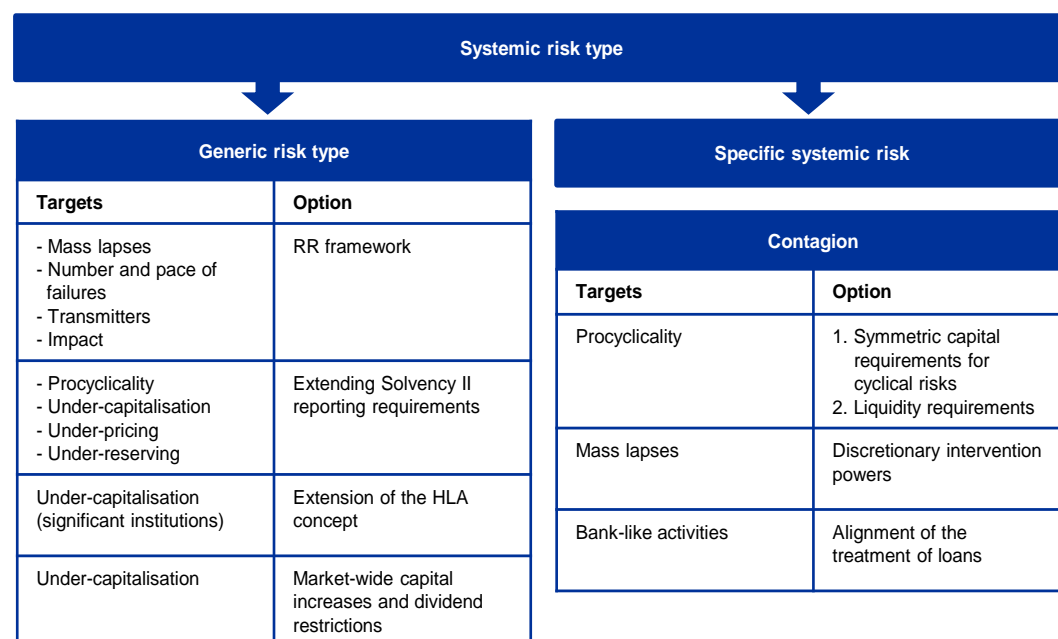 Systemic risk type
Generic risk type
Targets
Option
- Mass lapses
- Number and pace of
failures
- Transmitters
- Impact
RR framework
- Procyclicality
- Under-capitalisation
- Under-pricing
- Under-reserving
Extending Solvency II
reporting requirements
Under-capitalisation
(significant institutions)
Extension of the HLA
concept
Under-capitalisation
Market-wide capital
increases and dividend
restrictions
Specific systemic risk
Contagion
Targets
Option
Procyclicality
1. Symmetric capital
requirements for
cyclical risks
2. Liquidity requirements
Mass lapses
Discretionary intervention
powers
Bank-like activities
Alignment of the
treatment of loans